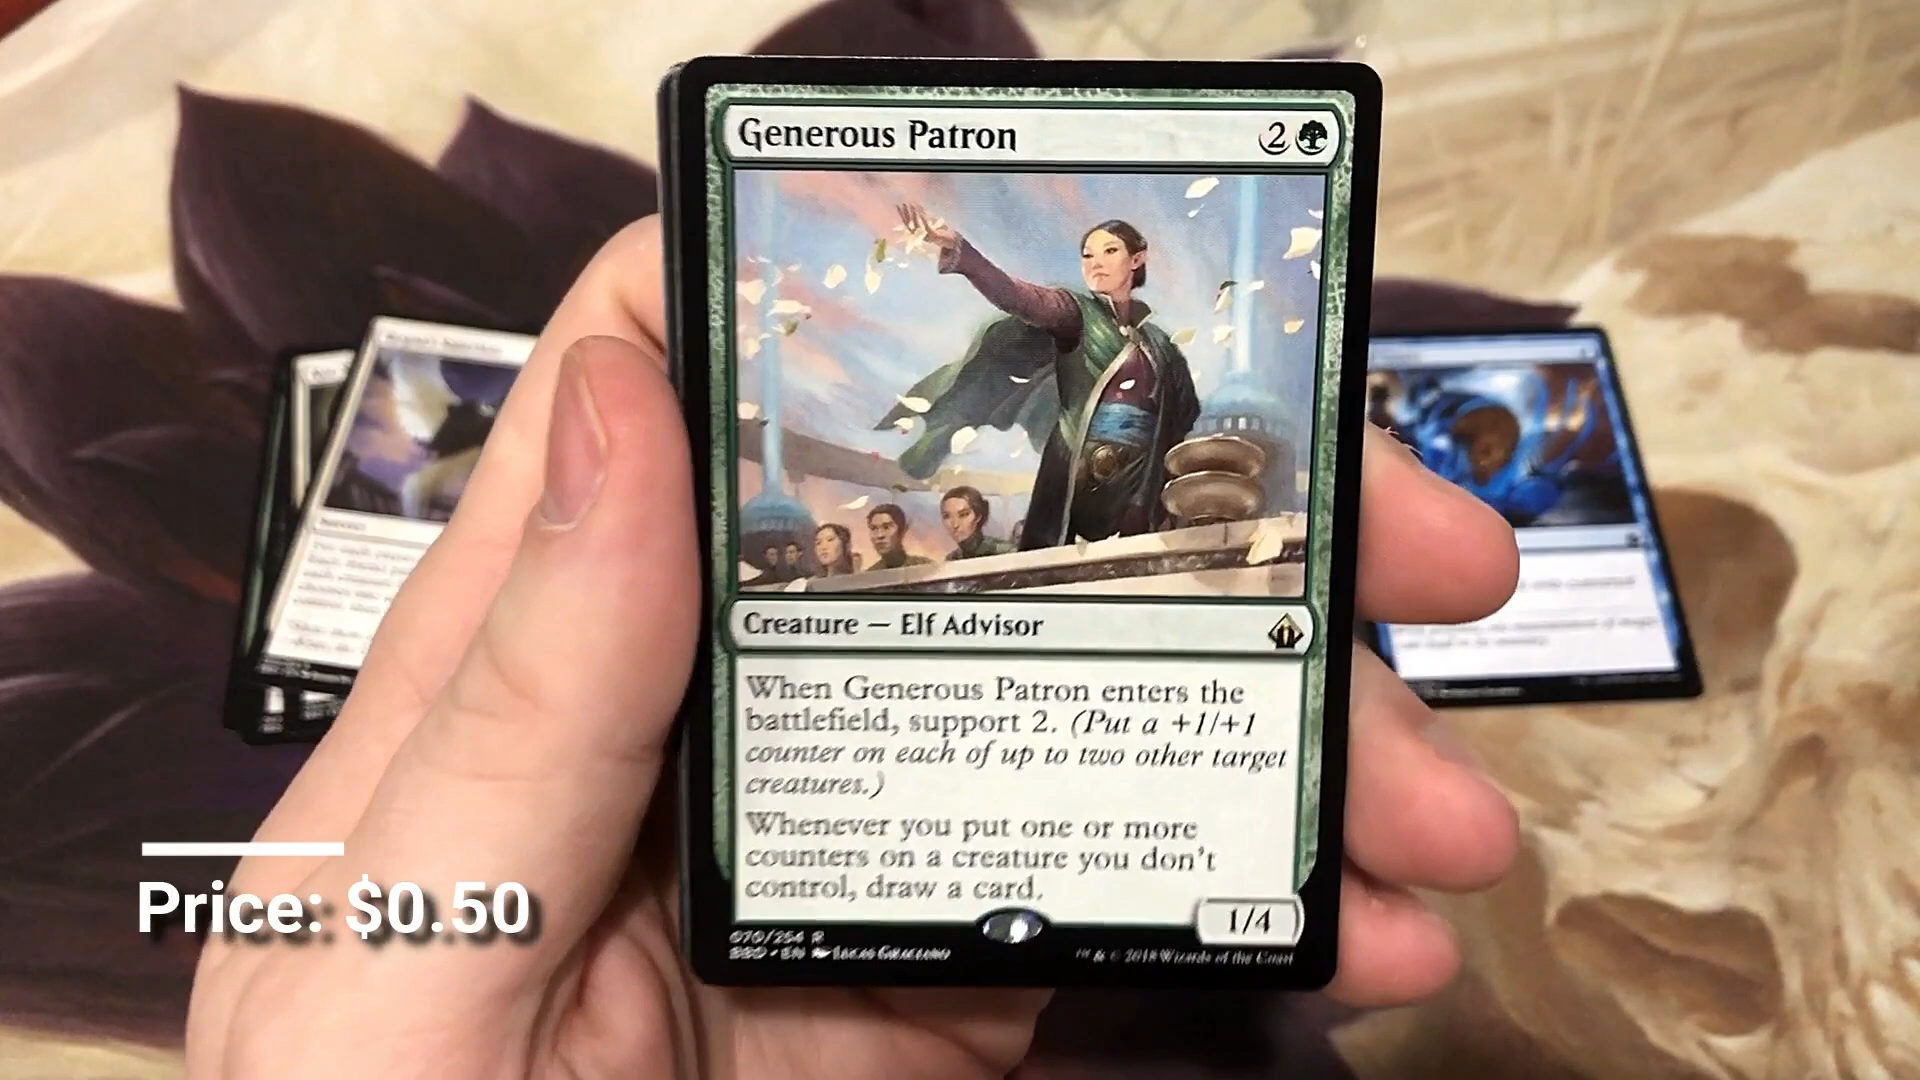 Generous Patron 2
Creature — Elf Advisor
When Generous Patron enters the
battlefield, support 2. (Put a +1/+1
counter on each of up to two other target
creatures.)
Whenever you put one or more
counters on a creature you don't
control, draw a card.
1/4
070/254 R
BBD • EN Lucas Graciano
™ & © 2018 Wizards of the Coast
Price: $0.50